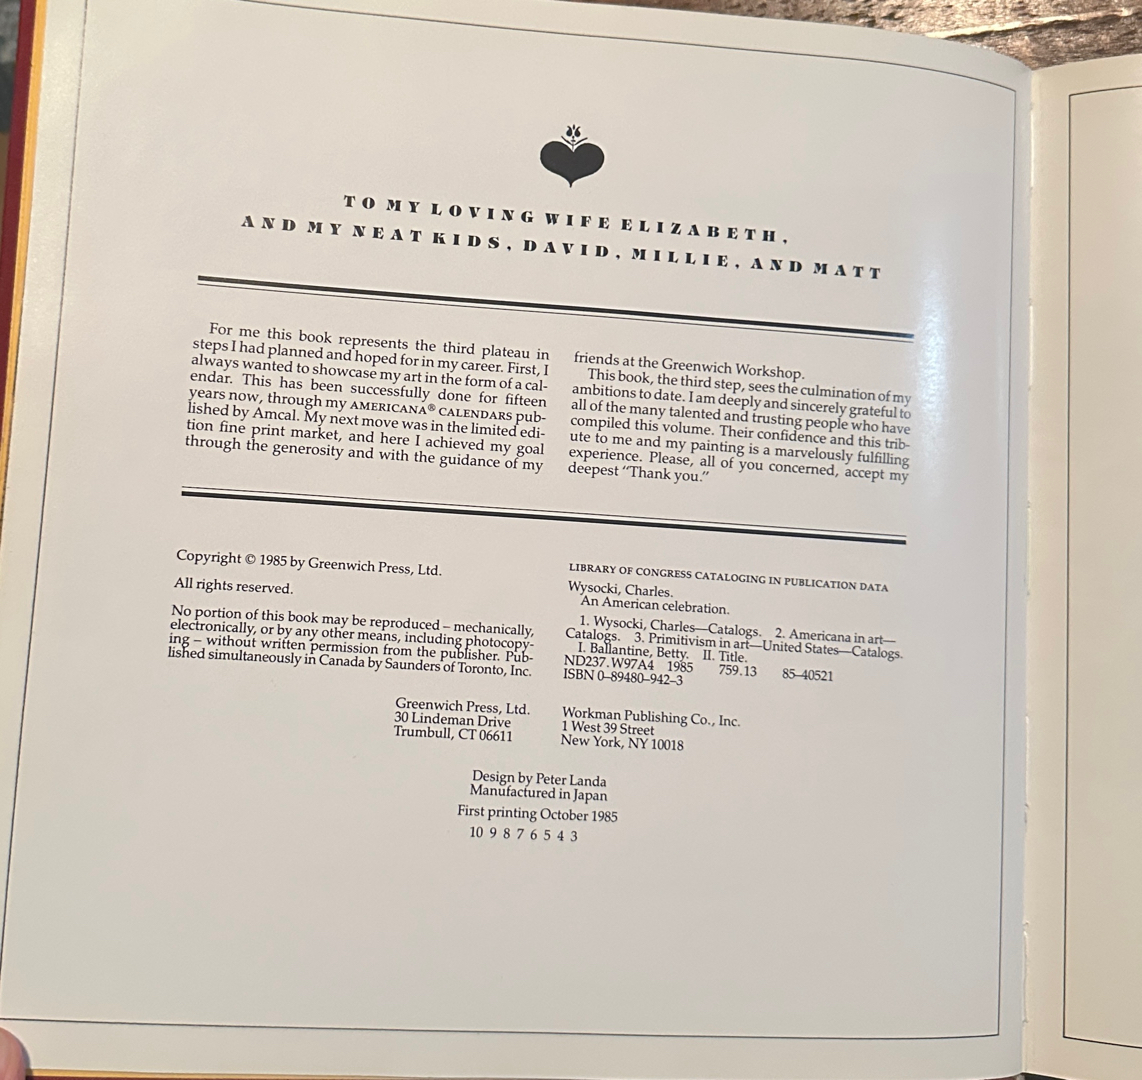 TO MY LOVING WIFE ELIZABETH,
AND MY NEAT KIDS, DAVID, MILLIE, AND MATT
For me this book represents the third plateau in
steps I had planned and hoped for in my career. First, I
always wanted to showcase my art in the form of a cal-
endar. This has been successfully done for fifteen
years now, through my AMERICANA® CALENDARS pub-
lished by Amcal. My next move was in the limited edi-
tion fine print market, and here I achieved my goal
through the generosity and with the guidance of my
friends at the Greenwich Workshop.
This book, the third step, sees the culmination of my
ambitions to date. I am deeply and sincerely grateful to
all of the many talented and trusting people who have
compiled this volume. Their confidence and this trib-
ute to me and my painting is a marvelously fulfilling
experience. Please, all of you concerned, accept my
deepest "Thank you."
Copyright © 1985 by Greenwich Press, Ltd.
All rights reserved.
No portion of this book may be reproduced – mechanically,
electronically, or by any other means, including photocopy-
ing – without written permission from the publisher. Pub-
lished simultaneously in Canada by Saunders of Toronto, Inc.
LIBRARY OF CONGRESS CATALOGING IN PUBLICATION DATA
Wysocki, Charles.
An American celebration.
1. Wysocki, Charles—Catalogs. 2. Americana in art—
Catalogs. 3. Primitivism in art—United States—Catalogs.
I. Ballantine, Betty. II. Title.
ND237.W97A4 1985 759.13 85–40521
ISBN 0–89480–942–3
Greenwich Press, Ltd.
30 Lindeman Drive
Trumbull, CT 06611
Workman Publishing Co., Inc.
1 West 39 Street
New York, NY 10018
Design by Peter Landa
Manufactured in Japan
First printing October 1985
10 9 8 7 6 5 4 3